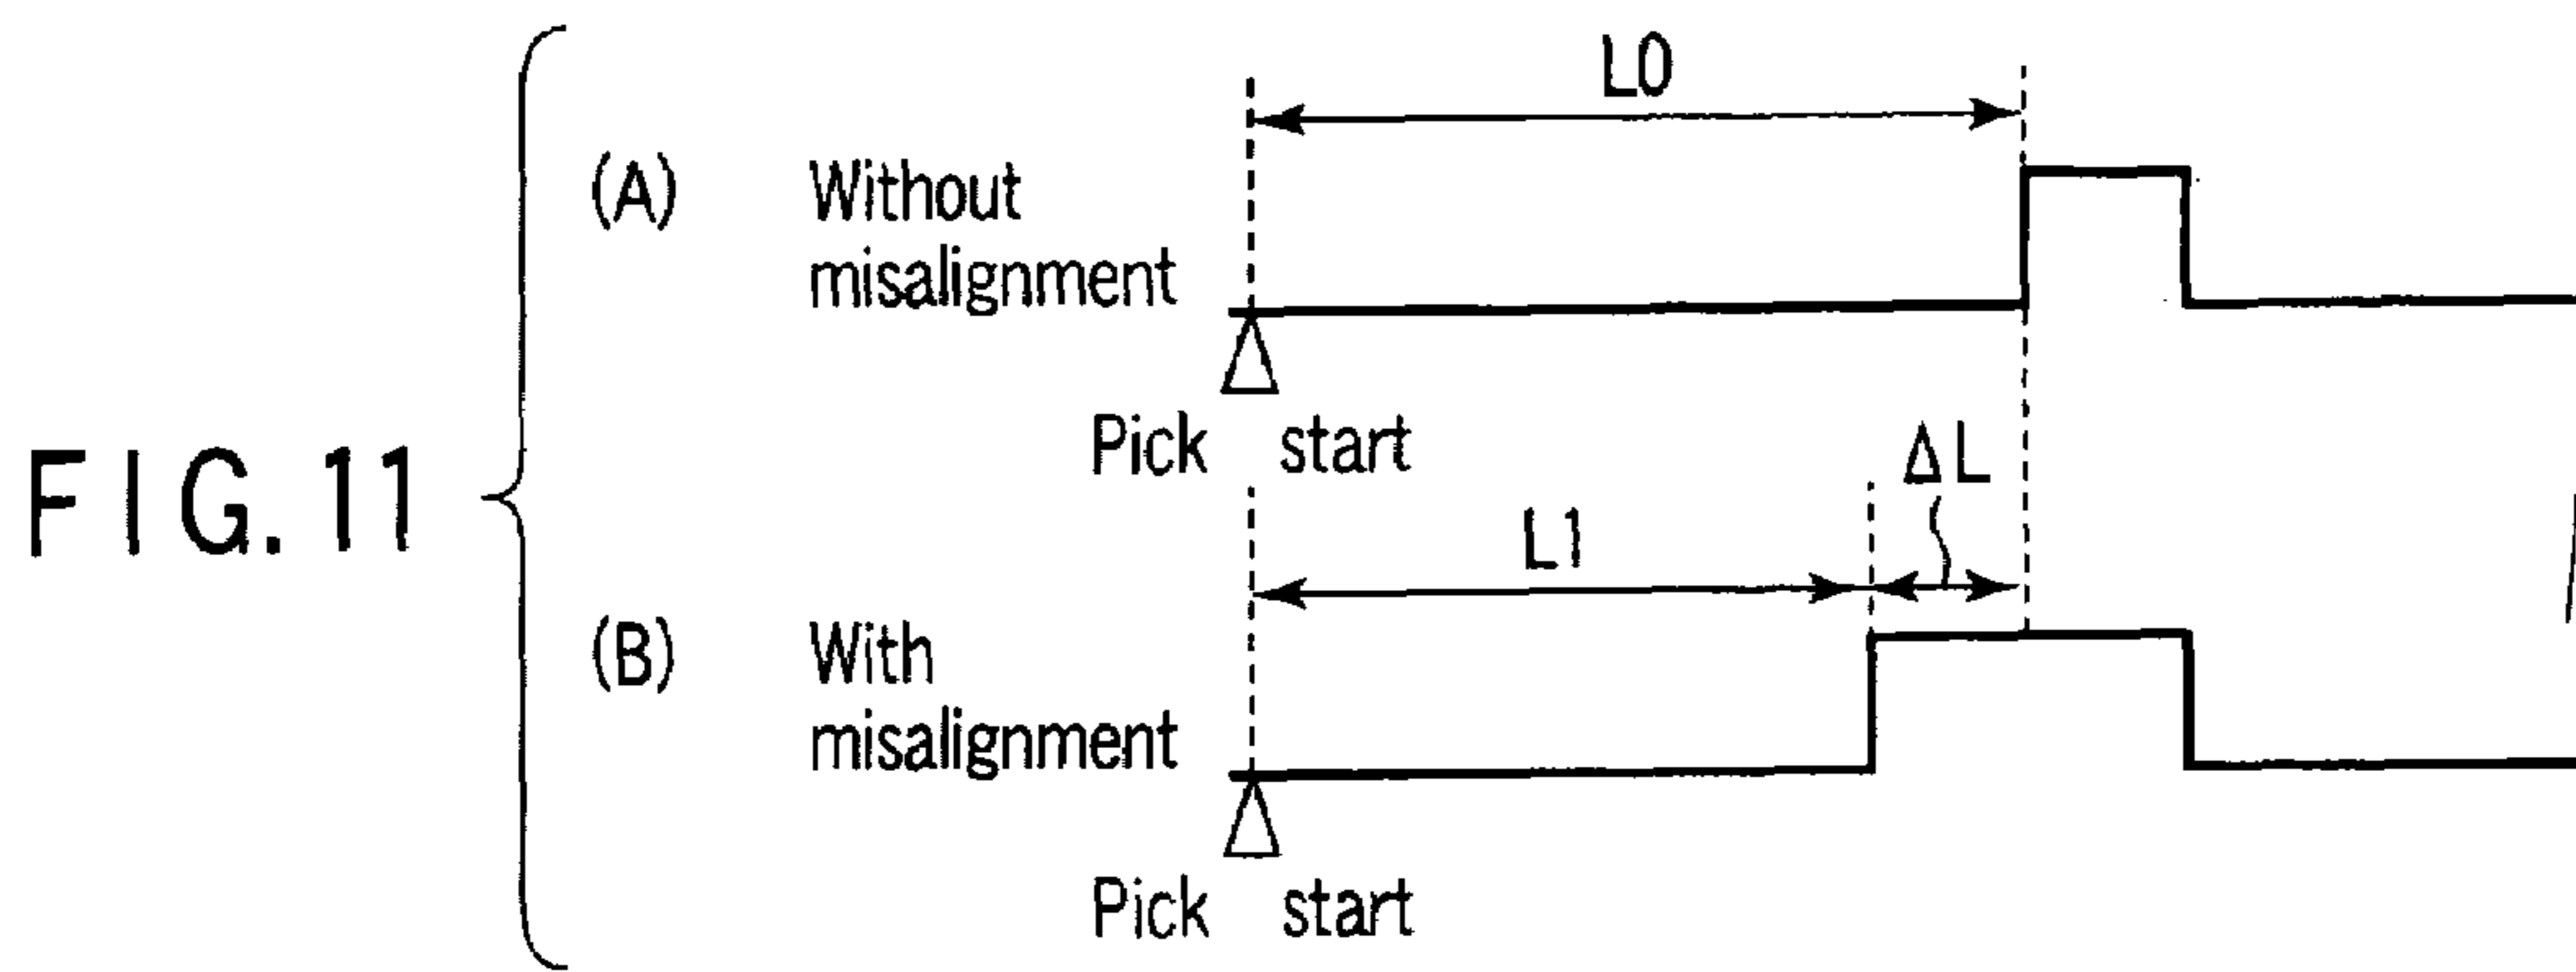 FIG. 11
(A) Without
misalignment
L0
Pick start
(B) With
misalignment
L1
ΔL
Pick start